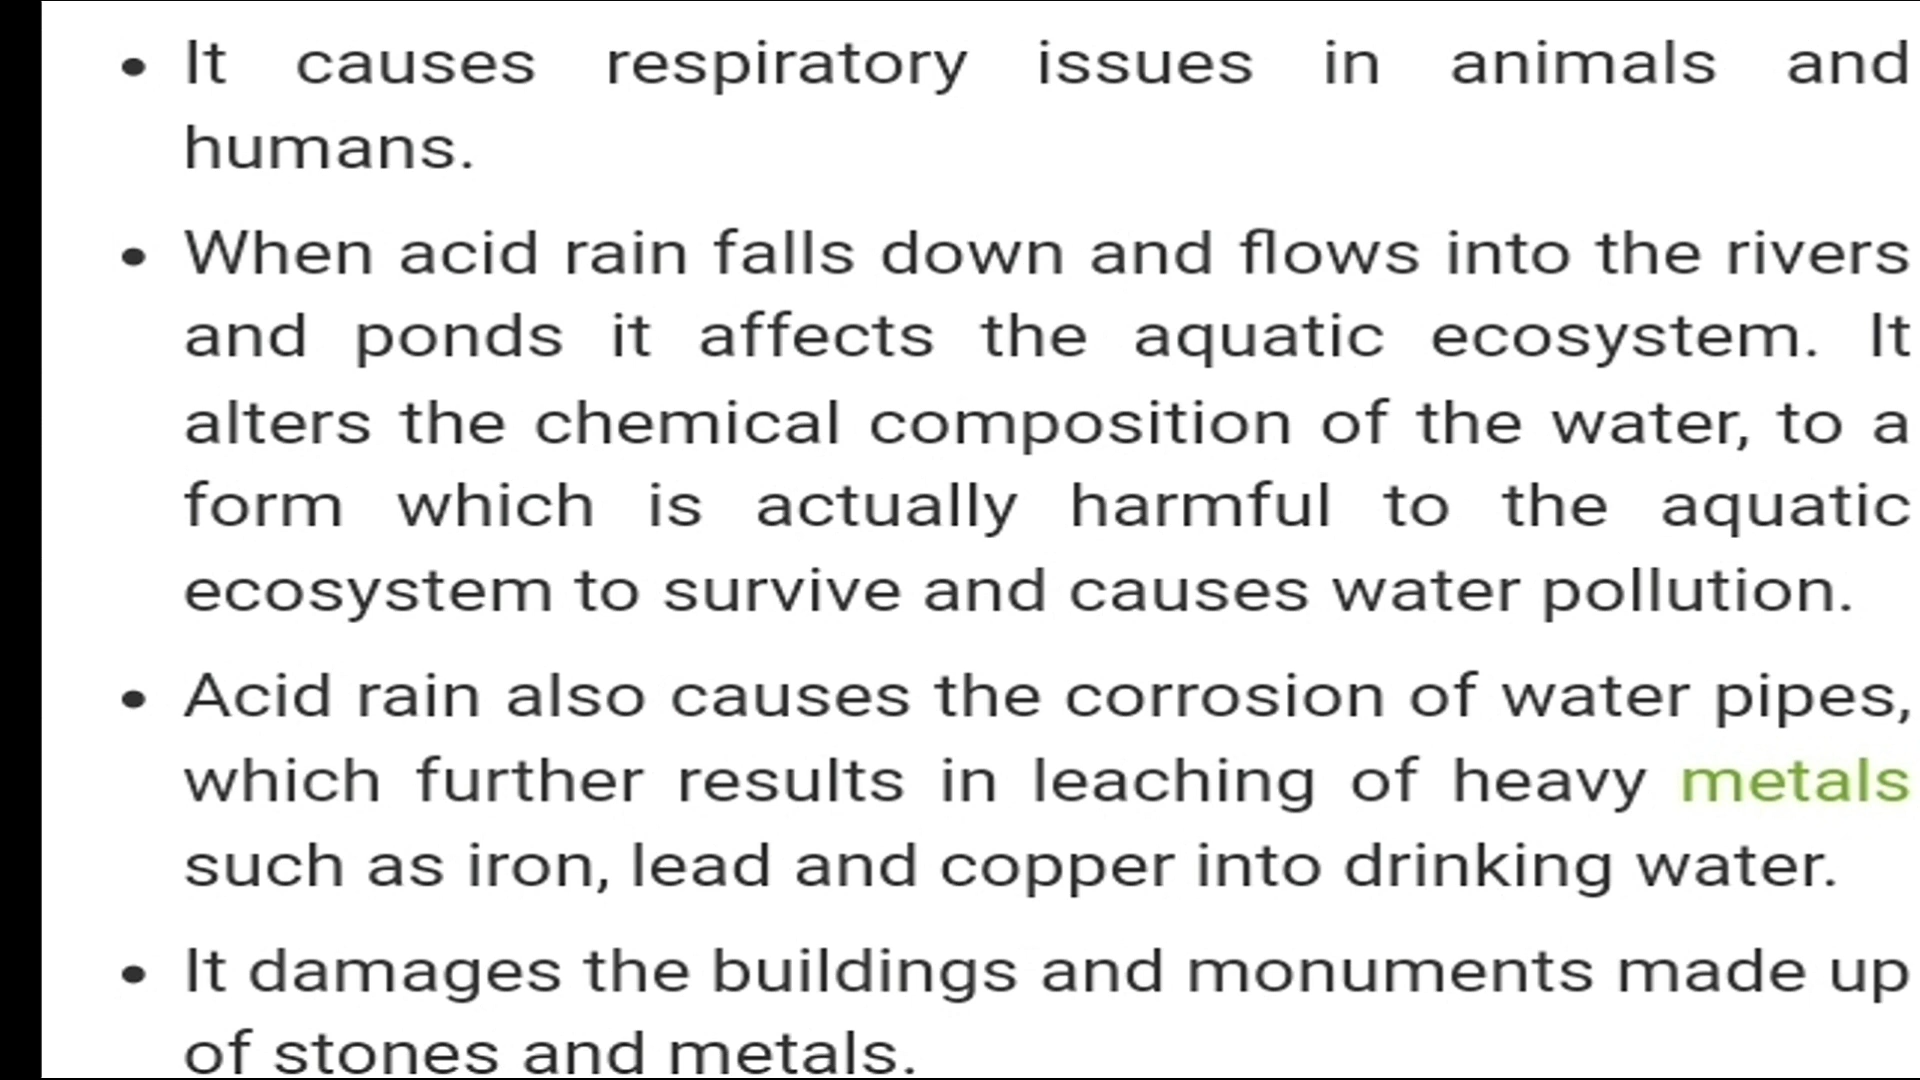 • It causes respiratory issues in animals and
humans.
• When acid rain falls down and flows into the rivers
and ponds it affects the aquatic ecosystem. It
alters the chemical composition of the water, to a
form which is actually harmful to the aquatic
ecosystem to survive and causes water pollution.
• Acid rain also causes the corrosion of water pipes,
which further results in leaching of heavy metals
such as iron, lead and copper into drinking water.
• It damages the buildings and monuments made up
of stones and metals.